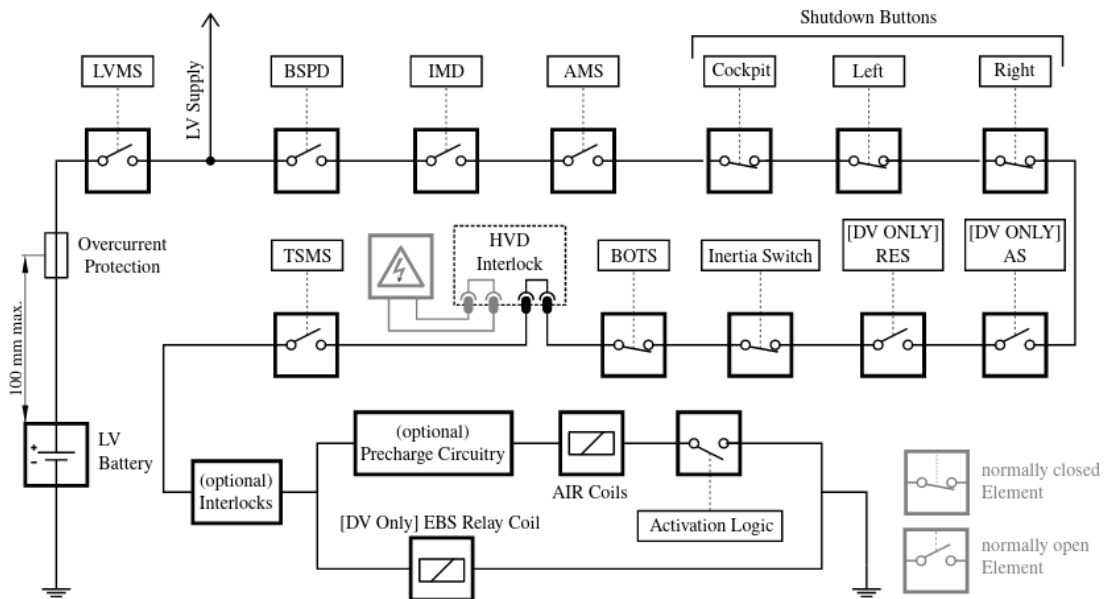 Shutdown Buttons
LV Supply
LVMS
BSPD
IMD
AMS
Cockpit
Left
Right
Overcurrent
Protection
100 mm max.
TSMS
HVD
Interlock
BOTS
Inertia Switch
[DV ONLY]
RES
[DV ONLY]
AS
+
-
LV
Battery
(optional)
Interlocks
(optional)
Precharge Circuitry
AIR Coils
Activation Logic
[DV Only] EBS Relay Coil
normally closed
Element
normally open
Element